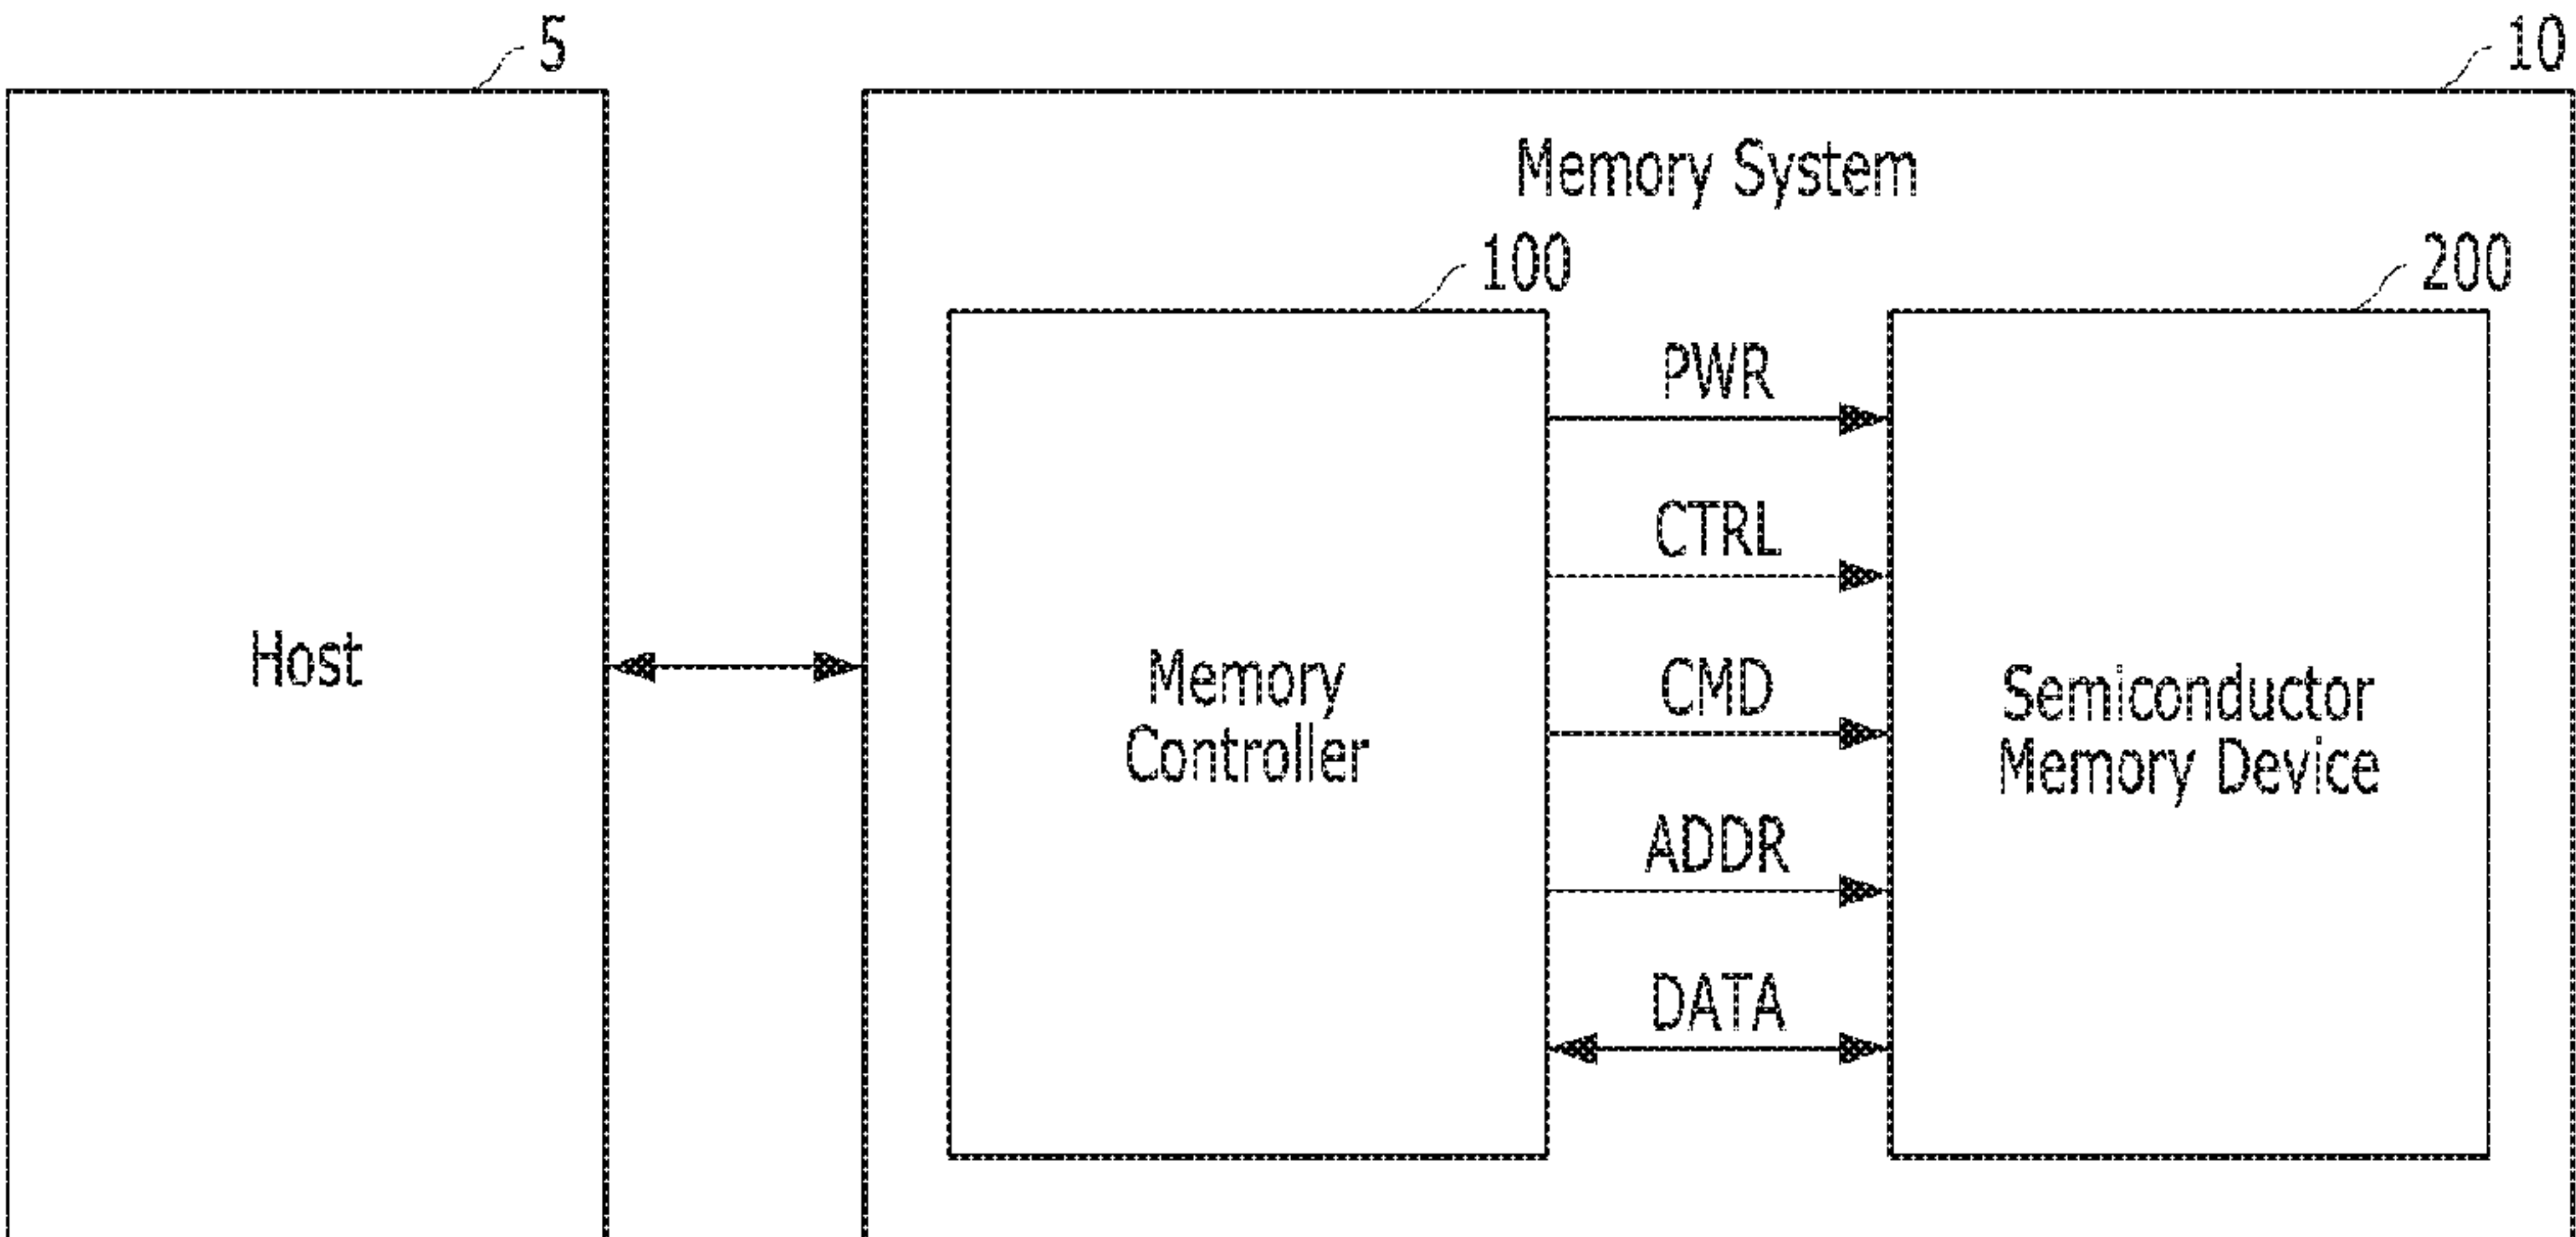 5
10
Memory System
100
200
PWR
CTRL
Host
Memory
Controller
CMD
Semiconductor
Memory Device
ADDR
DATA